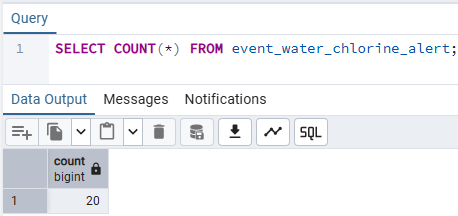 Query
1 SELECT COUNT(*) FROM event_water_chlorine_alert;
Data Output Messages Notifications
SQL
count
bigint
1 20